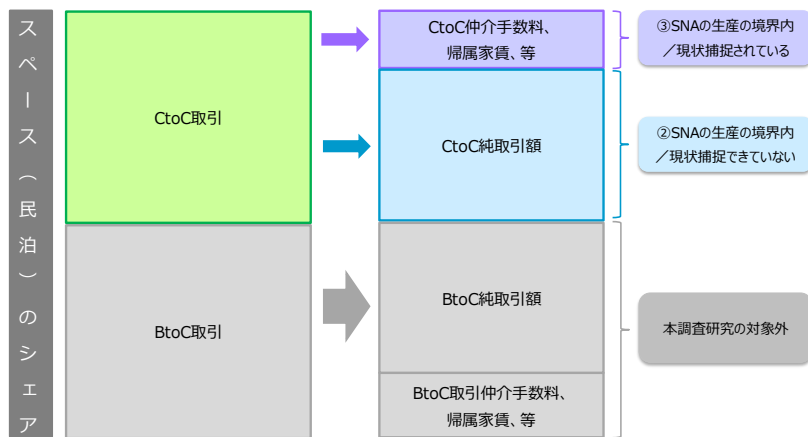 スペース（民泊）のシェア
CtoC取引
CtoC仲介手数料、
帰属家賃、等
③SNAの生産の境界内
／現状捕捉されている
CtoC純取引額
②SNAの生産の境界内
／現状捕捉できていない
BtoC取引
BtoC純取引額
本調査研究の対象外
BtoC取引仲介手数料、
帰属家賃、等